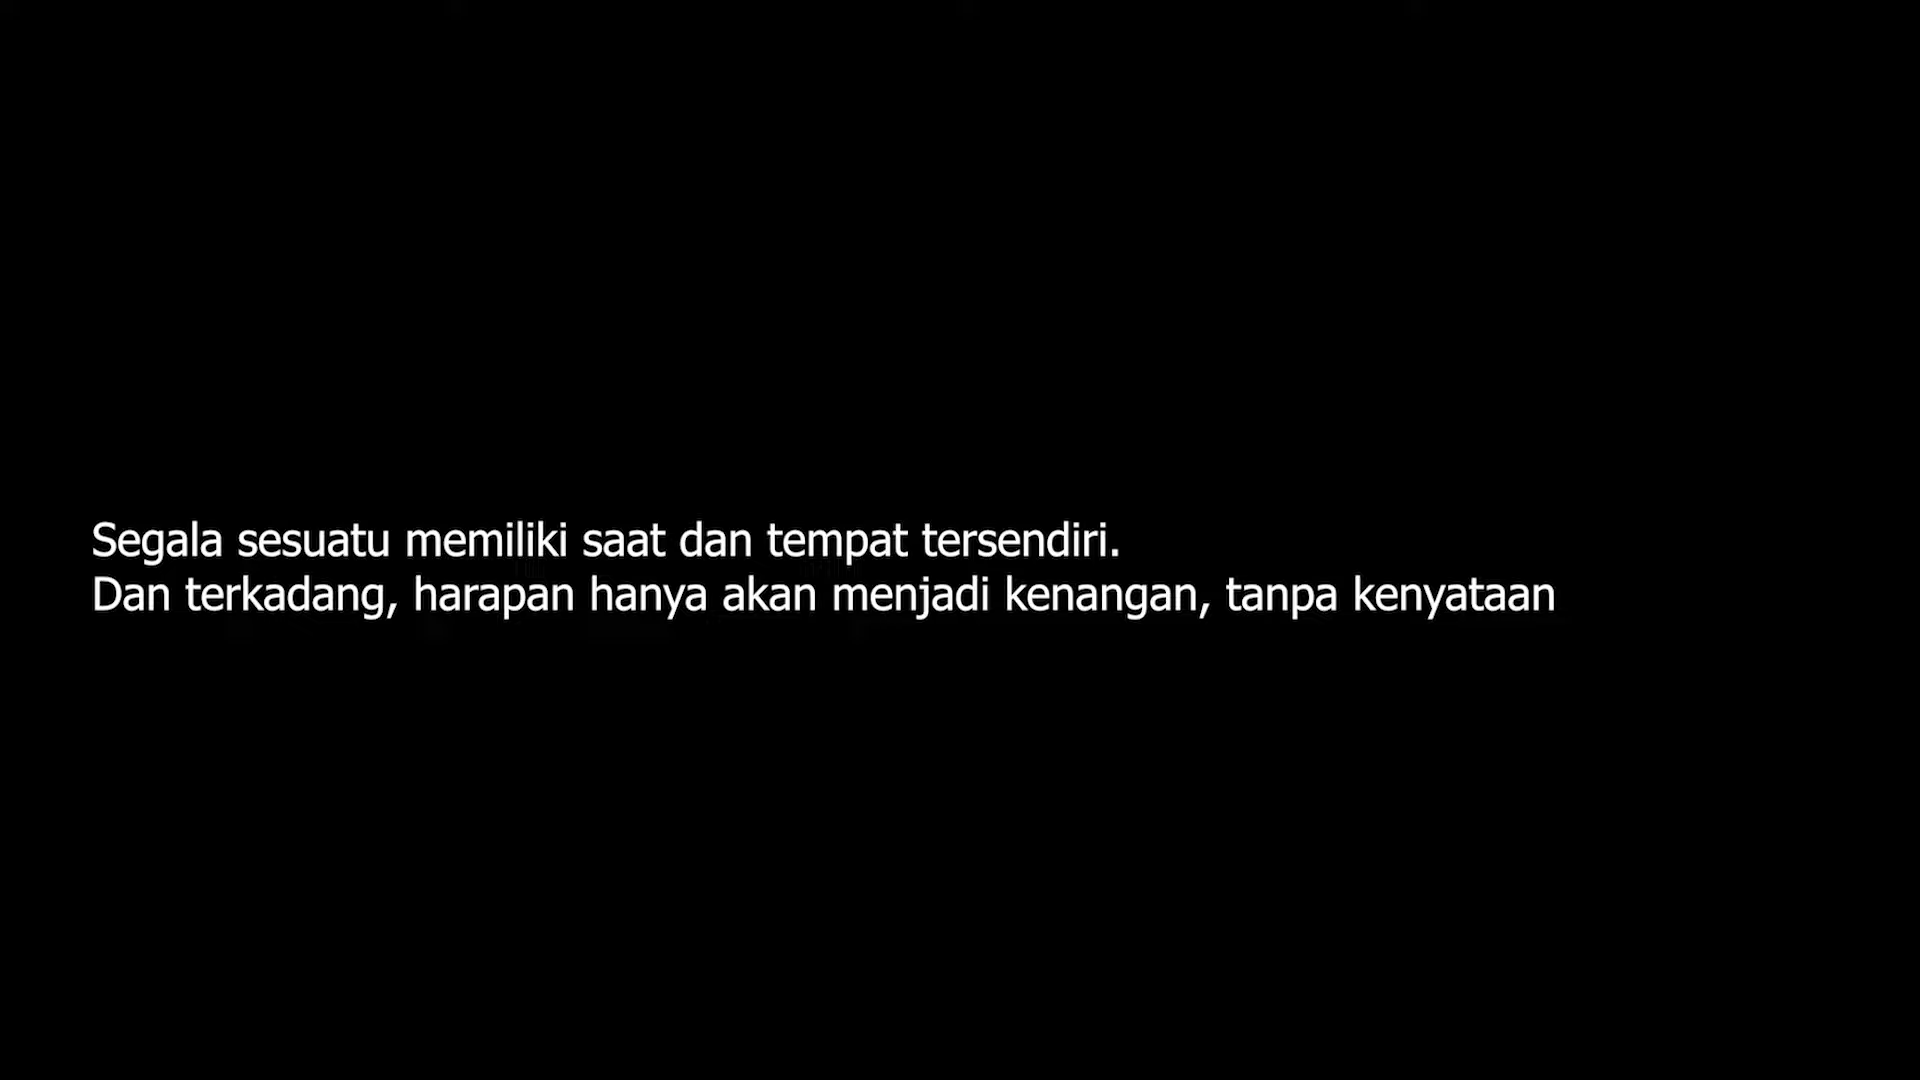 Segala sesuatu memiliki saat dan tempat tersendiri.
Dan terkadang, harapan hanya akan menjadi kenangan, tanpa kenyataan